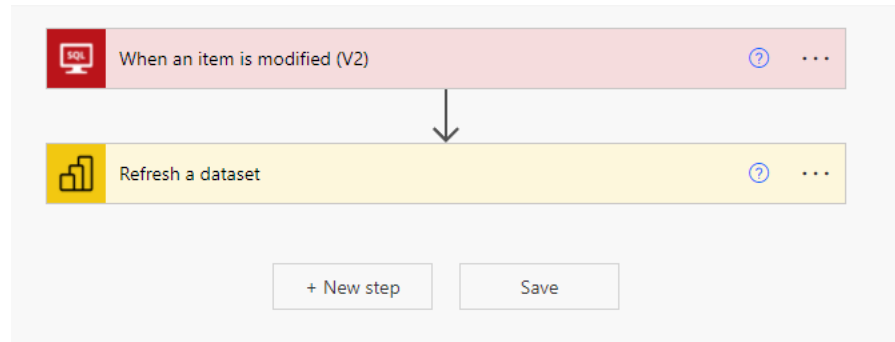 SQL
When an item is modified (V2)
?
...
Refresh a dataset
?
...
+ New step
Save